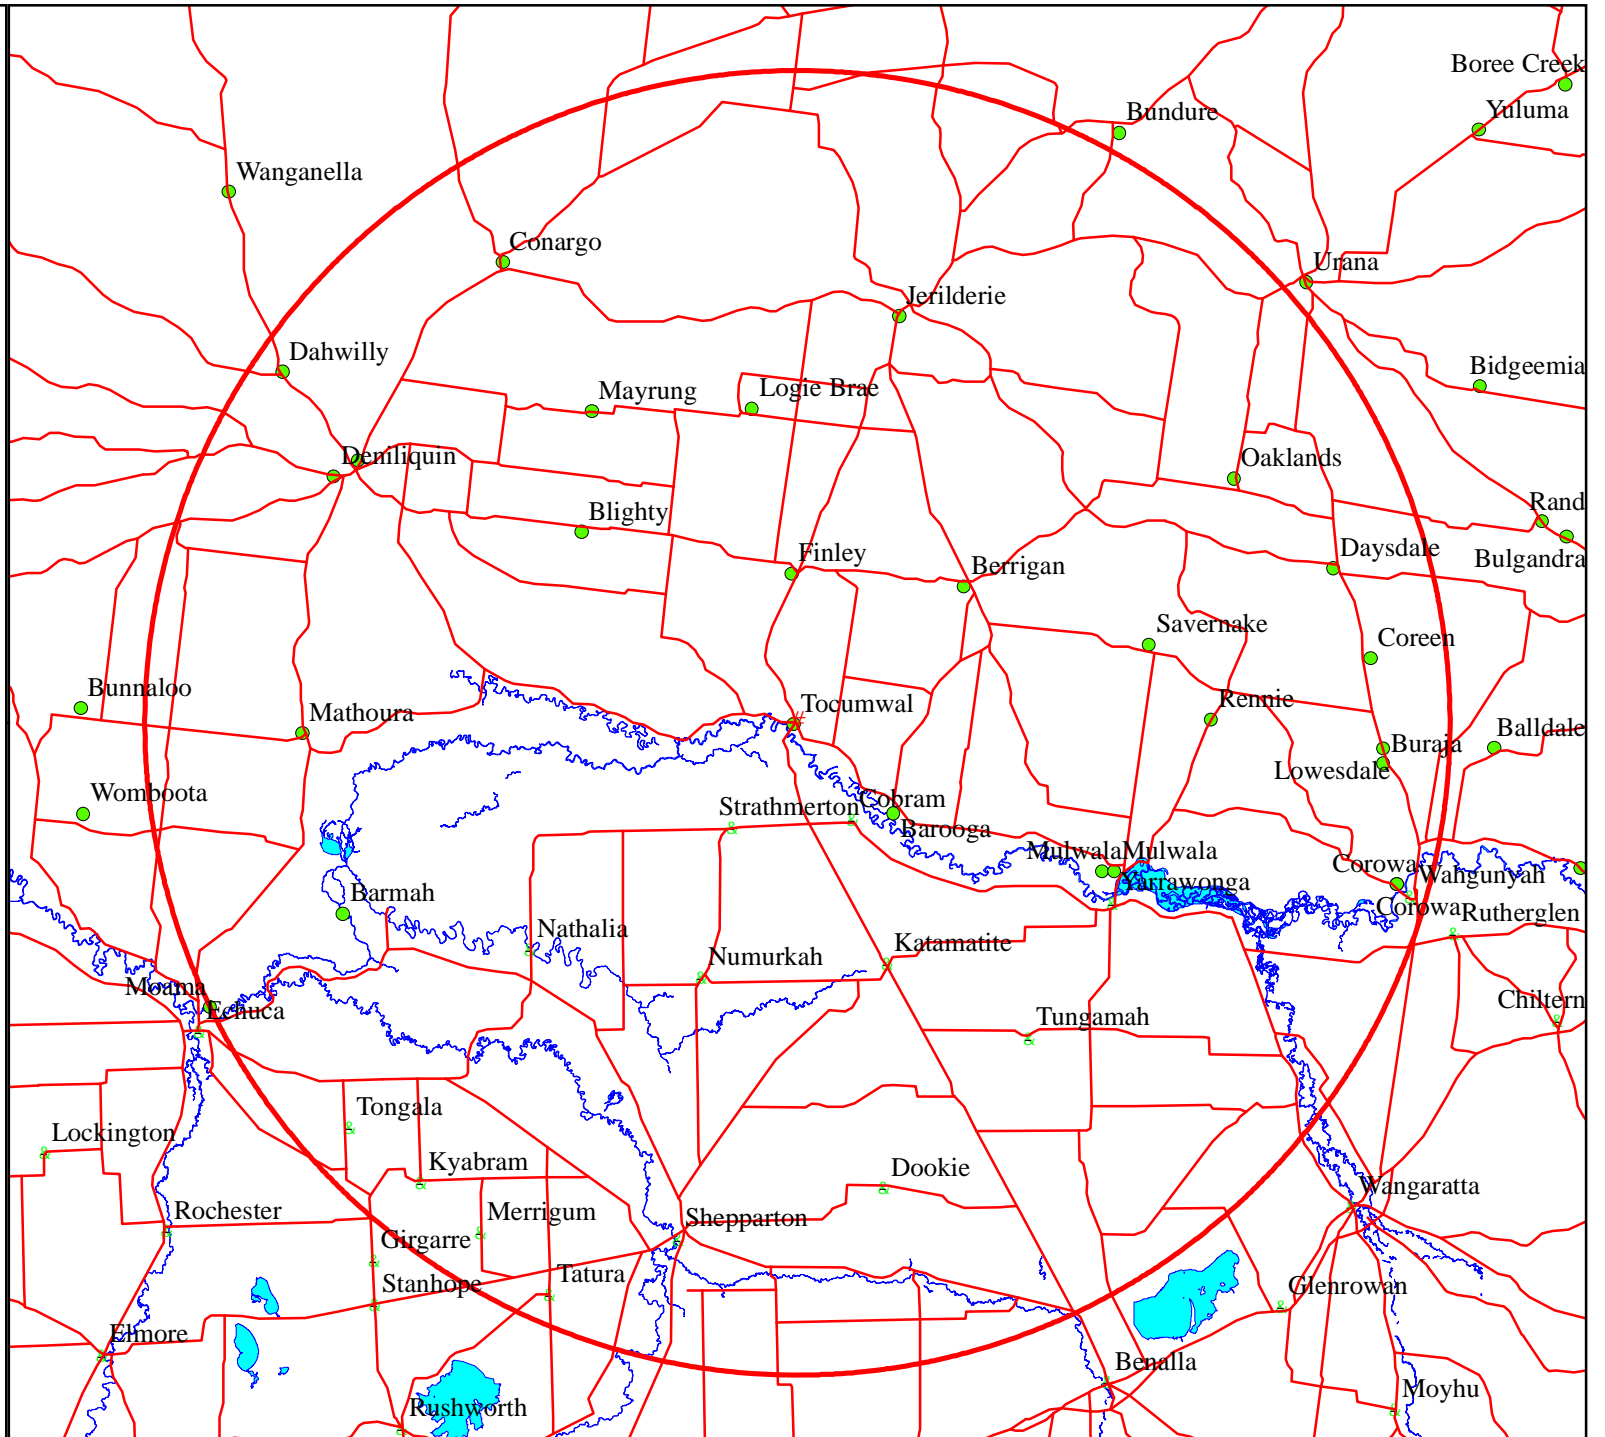 Boree Creek
Bundure
Yuluma
Wanganella
Conargo
Urana
Jerilderie
Dahwilly
Bidgeemia
Mayrung
Logie Brae
Deniliquin
Oaklands
Rand
Blighty
Finley
Daysdale
Bulgandra
Berrigan
Savernake
Coreen
Bunnaloo
Mathoura
Tocumwal
#
Rennie
Balldale
Buraja
Lowesdale
Womboota
Strathmerton
Cobram
Barooga
Mulwala
Mulwala
Yarrawonga
Corowa
Wahgunyah
Corowa
Rutherglen
Barmah
Nathalia
Numurkah
Katamatite
Moama
Echuca
Chiltern
Tungamah
Tongala
Lockington
Kyabram
Dookie
Wangaratta
Rochester
Merrigum
Shepparton
Girgarre
Stanhope
Tatura
Glenrowan
Elmore
Benalla
Moyhu
Rushworth